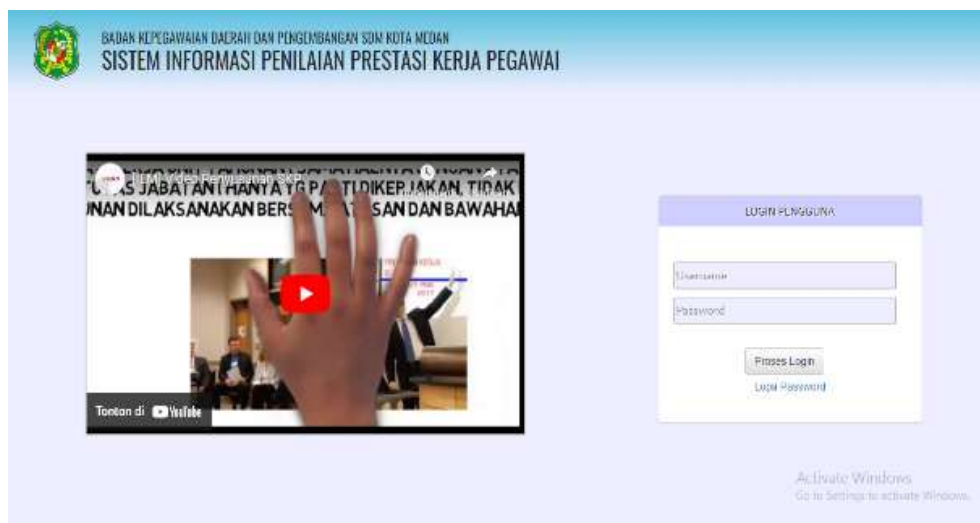 BADAN KEPEGAWAIAN DAERAH DAN PENGEMBANGAN SDM KOTA MEDAN
SISTEM INFORMASI PENILAIAN PRESTASI KERJA PEGAWAI
Video Penyusunan SKP
JABATAN HANYA YG PASTI DIKERJAKAN, TIDAK
DILAKSANAKAN BERSAMA ATASAN DAN BAWAHAN
Tonton di YouTube
LOGIN PENGGUNA
Username
Password
Proses Login
Lupa Password
Activate Windows
Go to Settings to activate Windows.